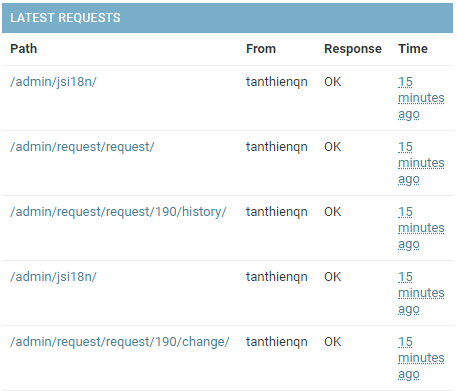 LATEST REQUESTS
Path From Response Time
/admin/jsi18n/ tanthienqn OK 15 minutes ago
/admin/request/request/ tanthienqn OK 15 minutes ago
/admin/request/request/190/history/ tanthienqn OK 15 minutes ago
/admin/jsi18n/ tanthienqn OK 15 minutes ago
/admin/request/request/190/change/ tanthienqn OK 15 minutes ago